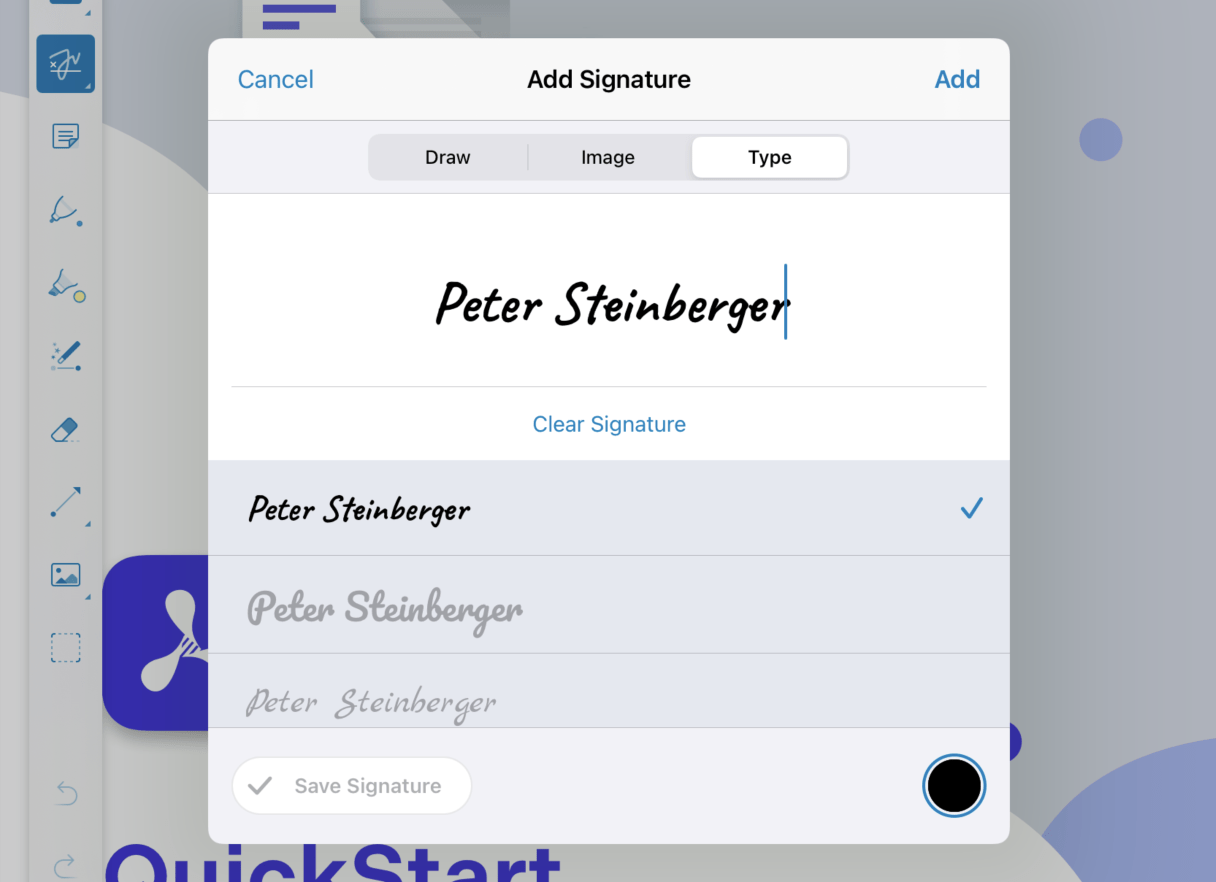 Cancel Add Signature Add
Draw Image Type
Peter Steinberger
Clear Signature
Peter Steinberger
Peter Steinberger
Peter Steinberger
Save Signature
QuickStart